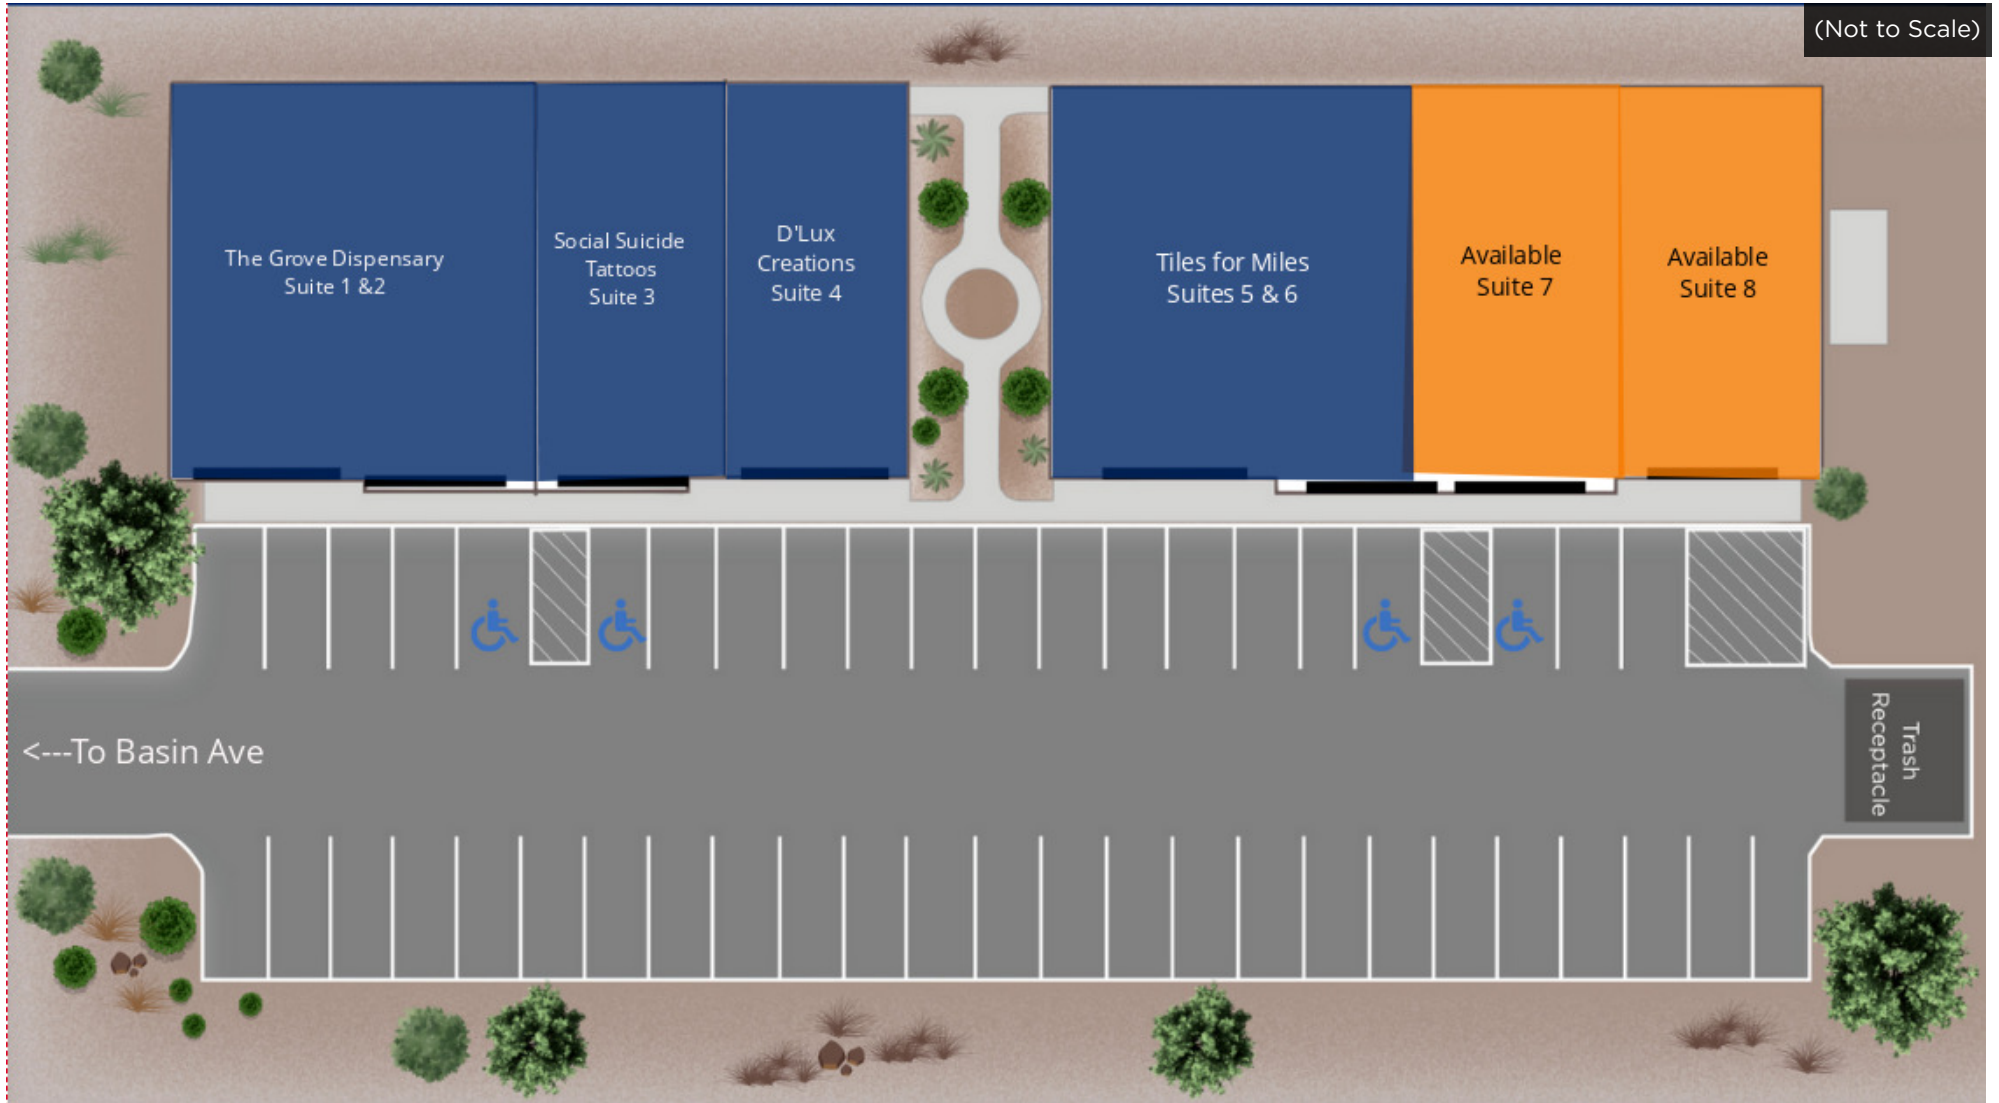 (Not to Scale)
The Grove Dispensary
Suite 1 &2
Social Suicide
Tattoos
Suite 3
D'Lux
Creations
Suite 4
Tiles for Miles
Suites 5 & 6
Available
Suite 7
Available
Suite 8
<---To Basin Ave
Trash
Receptacle